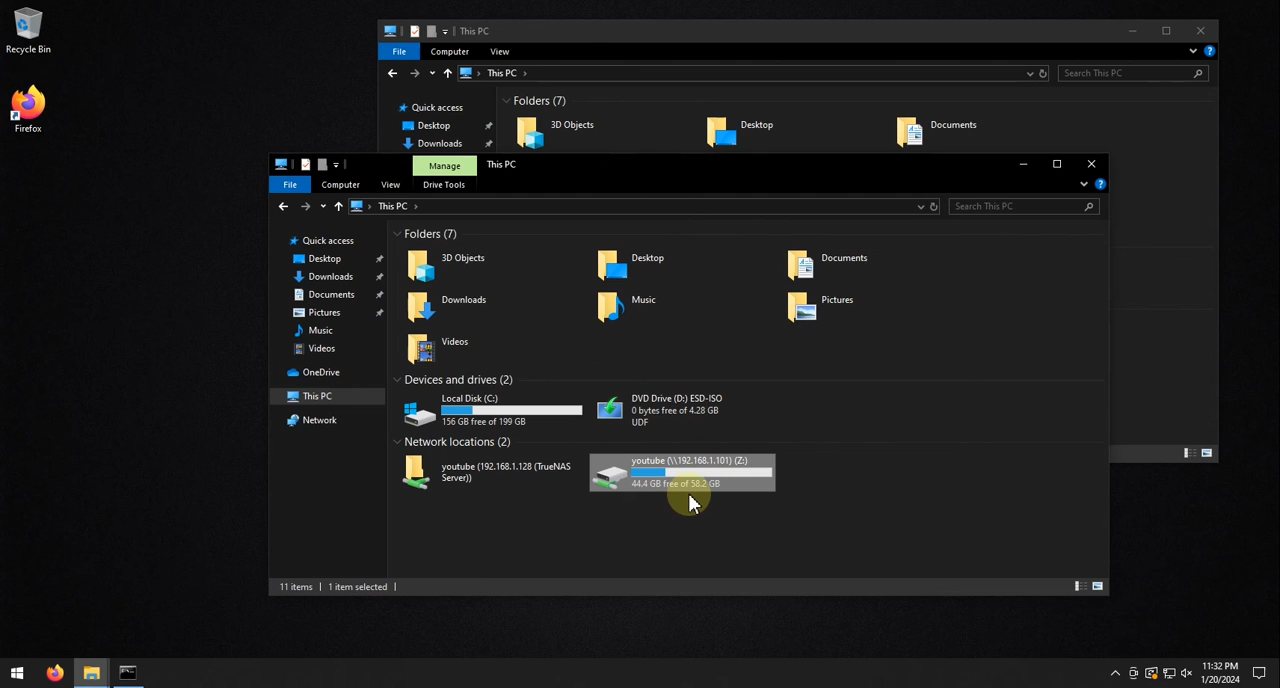 Recycle Bin
Firefox
This PC
File
Computer
View
This PC
Search This PC
Folders (7)
Quick access
Desktop
Downloads
3D Objects
Desktop
Documents
Manage
This PC
File
Computer
View
Drive Tools
This PC
Search This PC
Quick access
Desktop
Downloads
Documents
Pictures
Music
Videos
OneDrive
This PC
Network
Folders (7)
3D Objects
Desktop
Documents
Downloads
Music
Pictures
Videos
Devices and drives (2)
Local Disk (C:)
156 GB free of 199 GB
DVD Drive (D:) ESD-ISO
0 bytes free of 4.28 GB
UDF
Network locations (2)
youtube (192.168.1.128 (TrueNAS
Server))
youtube (\\192.168.1.101) (Z:)
44.4 GB free of 58.2 GB
11 items
1 item selected
11:32 PM
1/20/2024